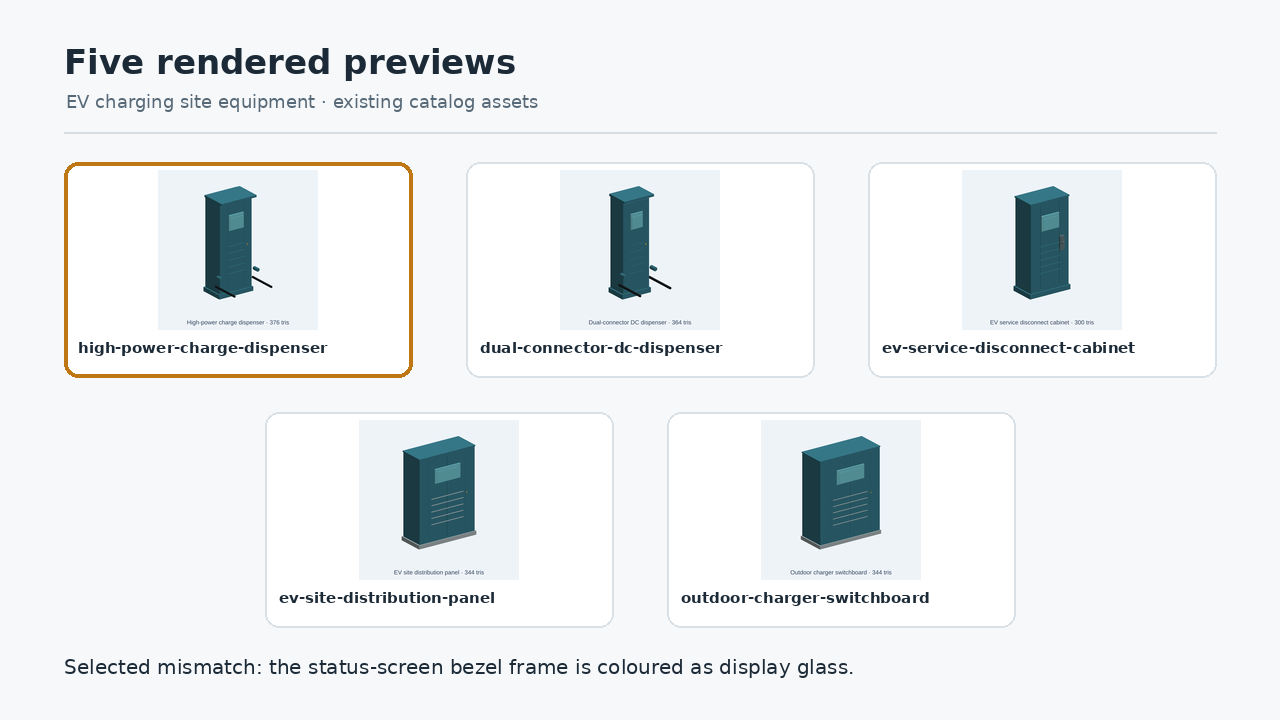 Five rendered previews
EV charging site equipment · existing catalog assets
High-power charge dispenser · 376 tris
high-power-charge-dispenser
Dual-connector DC dispenser · 364 tris
dual-connector-dc-dispenser
EV service disconnect cabinet · 300 tris
ev-service-disconnect-cabinet
EV site distribution panel · 344 tris
ev-site-distribution-panel
Outdoor charger switchboard · 344 tris
outdoor-charger-switchboard
Selected mismatch: the status-screen bezel frame is coloured as display glass.